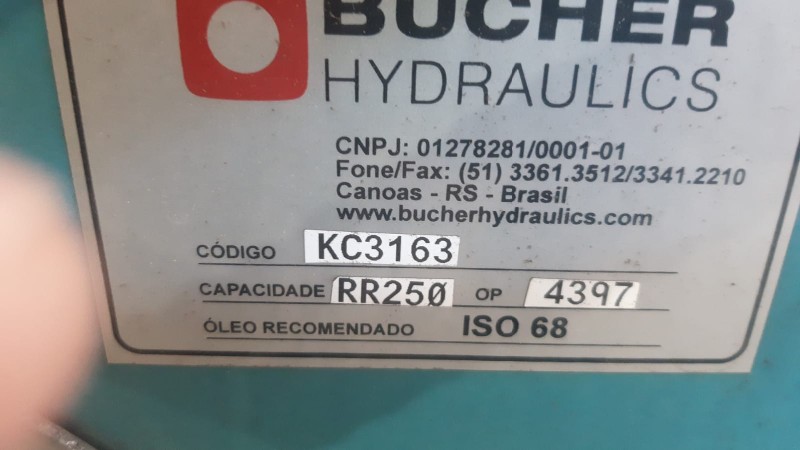 BUCHER
HYDRAULICS
CNPJ: 01278281/0001-01
Fone/Fax: (51) 3361.3512/3341.2210
Canoas - RS - Brasil
www.bucherhydraulics.com
CÓDIGO KC3163
CAPACIDADE RR250 OP 4397
ÓLEO RECOMENDADO ISO 68